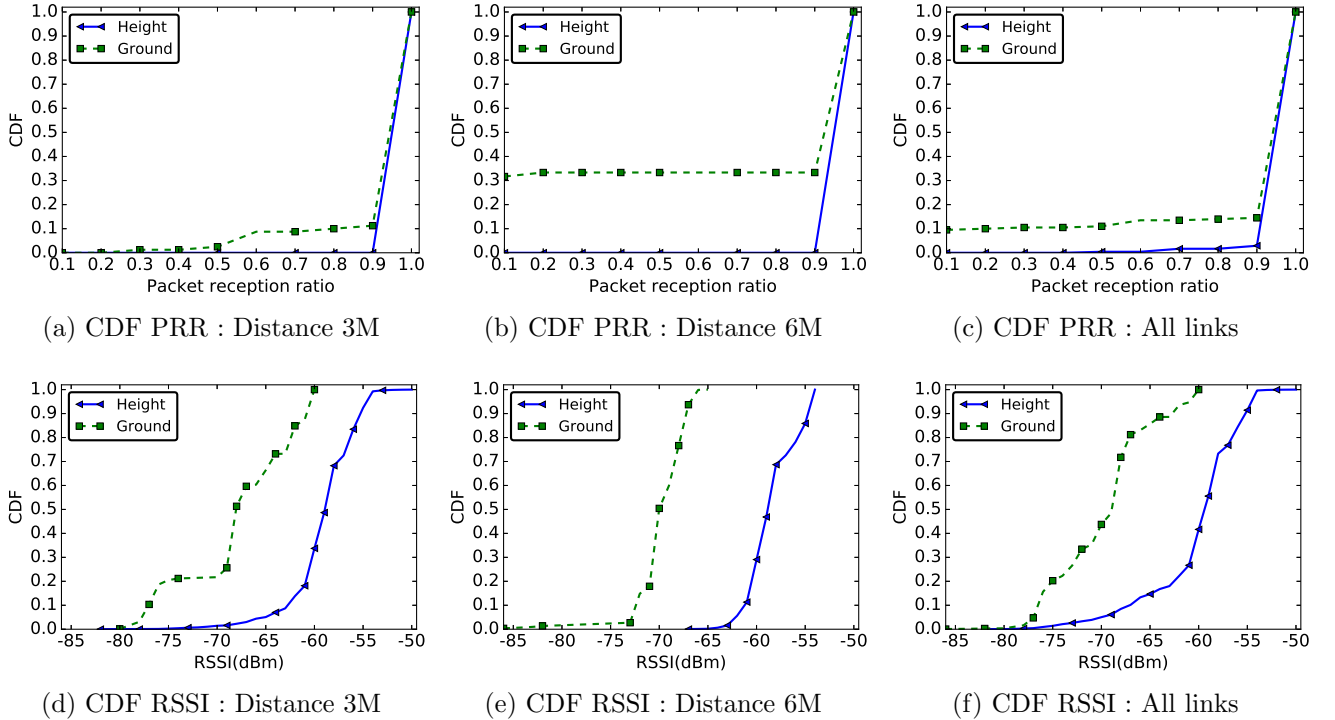 1.0
0.9
0.8
0.7
0.6
0.5
0.4
0.3
0.2
0.1
0.0
CDF
Height
Ground
0.1 0.2 0.3 0.4 0.5 0.6 0.7 0.8 0.9 1.0
Packet reception ratio
(a) CDF PRR : Distance 3M
1.0
0.9
0.8
0.7
0.6
0.5
0.4
0.3
0.2
0.1
0.0
CDF
Height
Ground
0.1 0.2 0.3 0.4 0.5 0.6 0.7 0.8 0.9 1.0
Packet reception ratio
(b) CDF PRR : Distance 6M
1.0
0.9
0.8
0.7
0.6
0.5
0.4
0.3
0.2
0.1
0.0
CDF
Height
Ground
0.1 0.2 0.3 0.4 0.5 0.6 0.7 0.8 0.9 1.0
Packet reception ratio
(c) CDF PRR : All links
1.0
0.9
0.8
0.7
0.6
0.5
0.4
0.3
0.2
0.1
0.0
CDF
Height
Ground
-85 -80 -75 -70 -65 -60 -55 -50
RSSI(dBm)
(d) CDF RSSI : Distance 3M
1.0
0.9
0.8
0.7
0.6
0.5
0.4
0.3
0.2
0.1
0.0
CDF
Height
Ground
-85 -80 -75 -70 -65 -60 -55 -50
RSSI(dBm)
(e) CDF RSSI : Distance 6M
1.0
0.9
0.8
0.7
0.6
0.5
0.4
0.3
0.2
0.1
0.0
CDF
Height
Ground
-85 -80 -75 -70 -65 -60 -55 -50
RSSI(dBm)
(f) CDF RSSI : All links